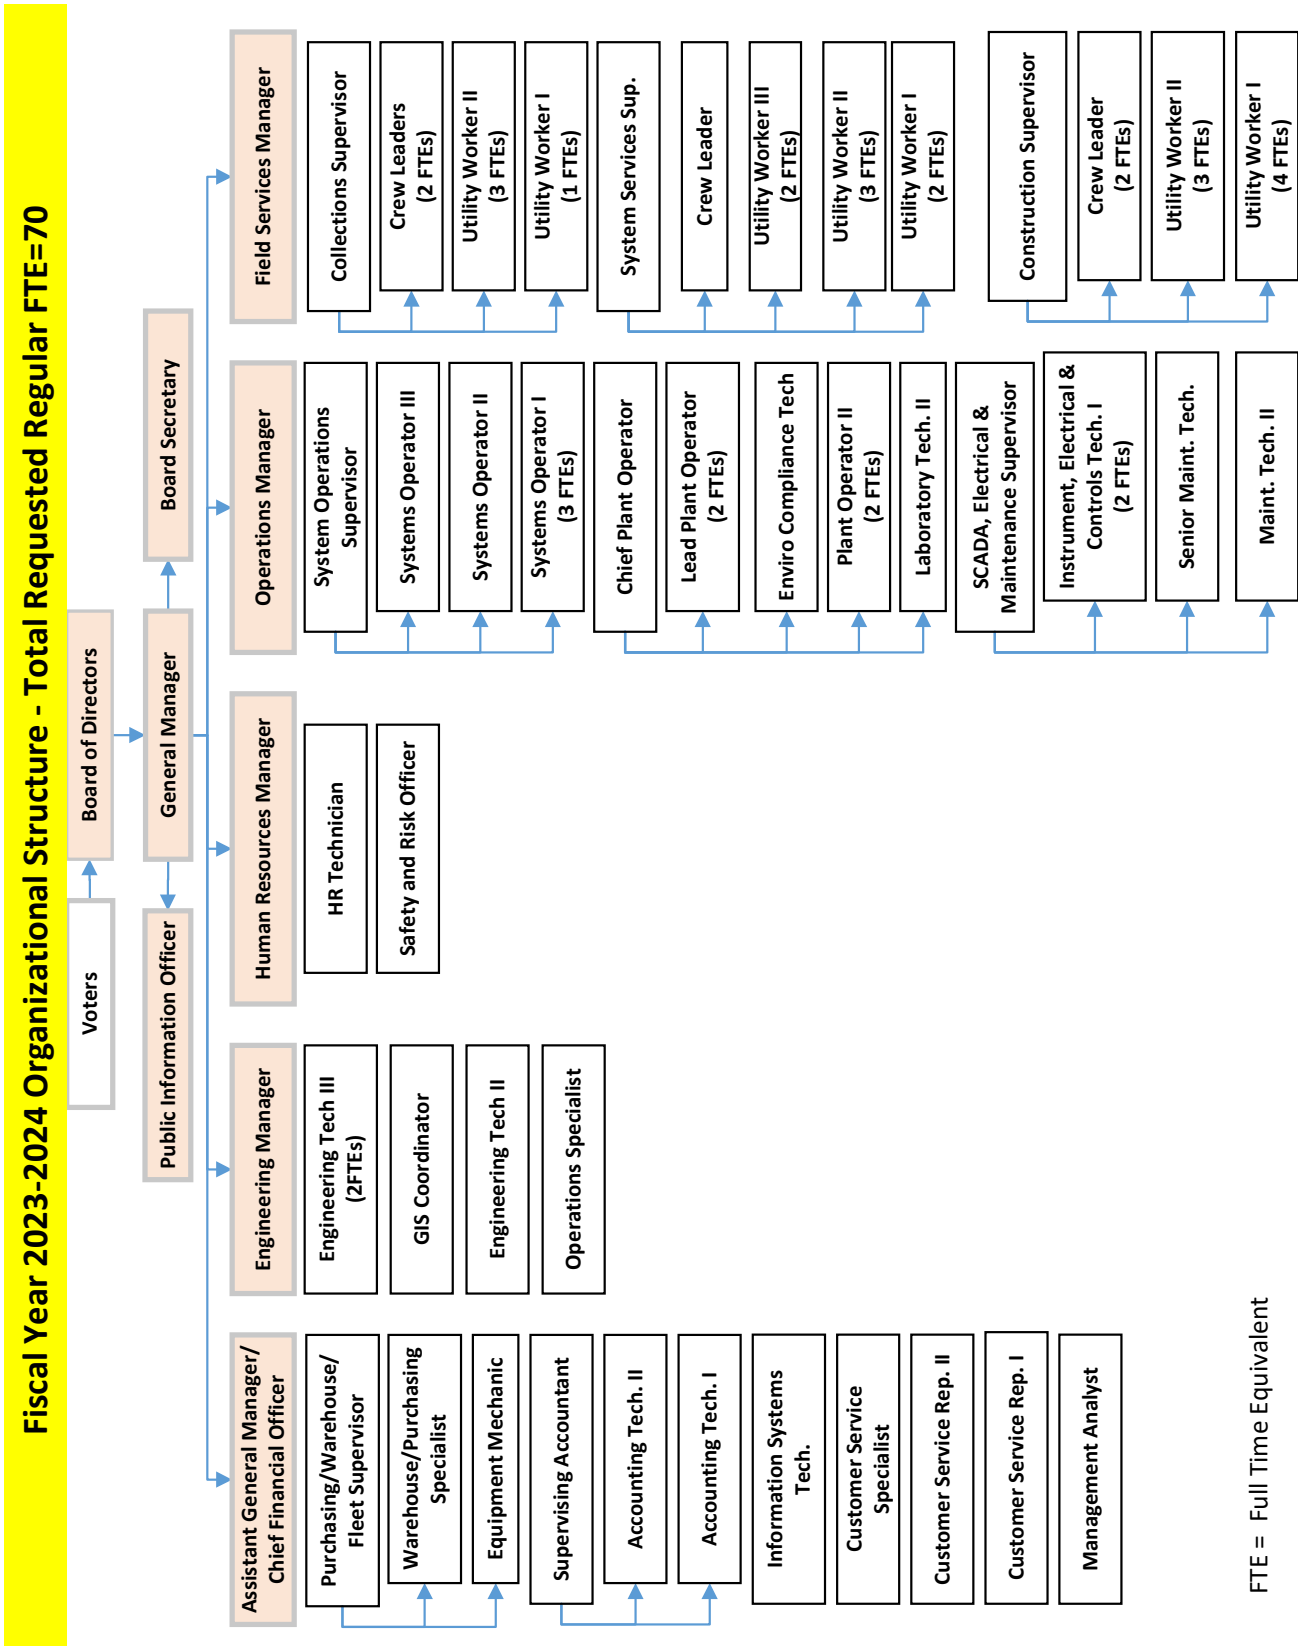 Fiscal Year 2023-2024 Organizational Structure - Total Requested Regular FTE=70
Voters
Board of Directors
Public Information Officer
General Manager
Board Secretary
Assistant General Manager/
Chief Financial Officer
Purchasing/Warehouse/
Fleet Supervisor
Warehouse/Purchasing
Specialist
Equipment Mechanic
Supervising Accountant
Accounting Tech. II
Accounting Tech. I
Information Systems
Tech.
Customer Service
Specialist
Customer Service Rep. II
Customer Service Rep. I
Management Analyst
Engineering Manager
Engineering Tech III
(2FTEs)
GIS Coordinator
Engineering Tech II
Operations Specialist
Human Resources Manager
HR Technician
Safety and Risk Officer
Operations Manager
System Operations
Supervisor
Systems Operator III
Systems Operator II
Systems Operator I
(3 FTEs)
Chief Plant Operator
Lead Plant Operator
(2 FTEs)
Enviro Compliance Tech
Plant Operator II
(2 FTEs)
Laboratory Tech. II
SCADA, Electrical &
Maintenance Supervisor
Instrument, Electrical &
Controls Tech. I
(2 FTEs)
Senior Maint. Tech.
Maint. Tech. II
Field Services Manager
Collections Supervisor
Crew Leaders
(2 FTEs)
Utility Worker II
(3 FTEs)
Utility Worker I
(1 FTEs)
System Services Sup.
Crew Leader
Utility Worker III
(2 FTEs)
Utility Worker II
(3 FTEs)
Utility Worker I
(2 FTEs)
Construction Supervisor
Crew Leader
(2 FTEs)
Utility Worker II
(3 FTEs)
Utility Worker I
(4 FTEs)
FTE = Full Time Equivalent